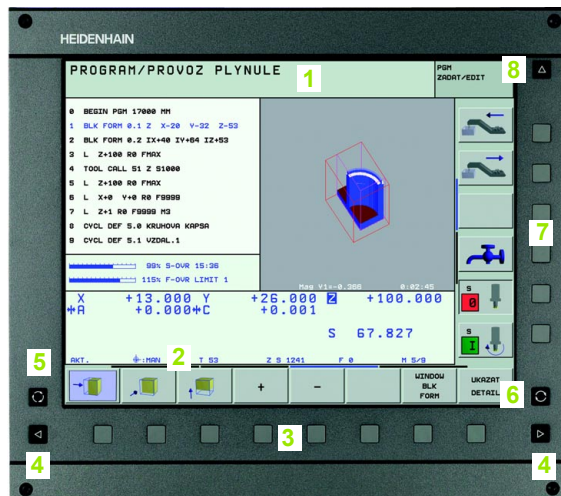 HEIDENHAIN
PROGRAM/PROVOZ PLYNULE
PGM
ZADAT/EDIT
1
8
0 BEGIN PGM 17000 MM
1 BLK FORM 0.1 Z X-20 Y-32 Z-53
2 BLK FORM 0.2 IX+40 IY+64 IZ+53
3 L Z+100 R0 FMAX
4 TOOL CALL 51 Z S1000
5 L Z+100 R0 FMAX
6 L X+0 Y+0 R0 F9999
7 L Z+1 R0 F9999 M3
8 CYCL DEF 5.0 KRUHOVA KAPSA
9 CYCL DEF 5.1 VZDAL.1
7
99% S-OVR 15:36
115% F-OVR LIMIT 1
Mag 0:02:45
S
0
X +13.000 Y +26.000 Z +100.000
A +0.000 C +0.001
S 67.827
S
I
AKT. :MAN T 53 Z S 1241 F 0 M 5/9
2
5
+ -
WINDOW
BLK
FORM
UKAZAT
DETAIL
6
3
4
4